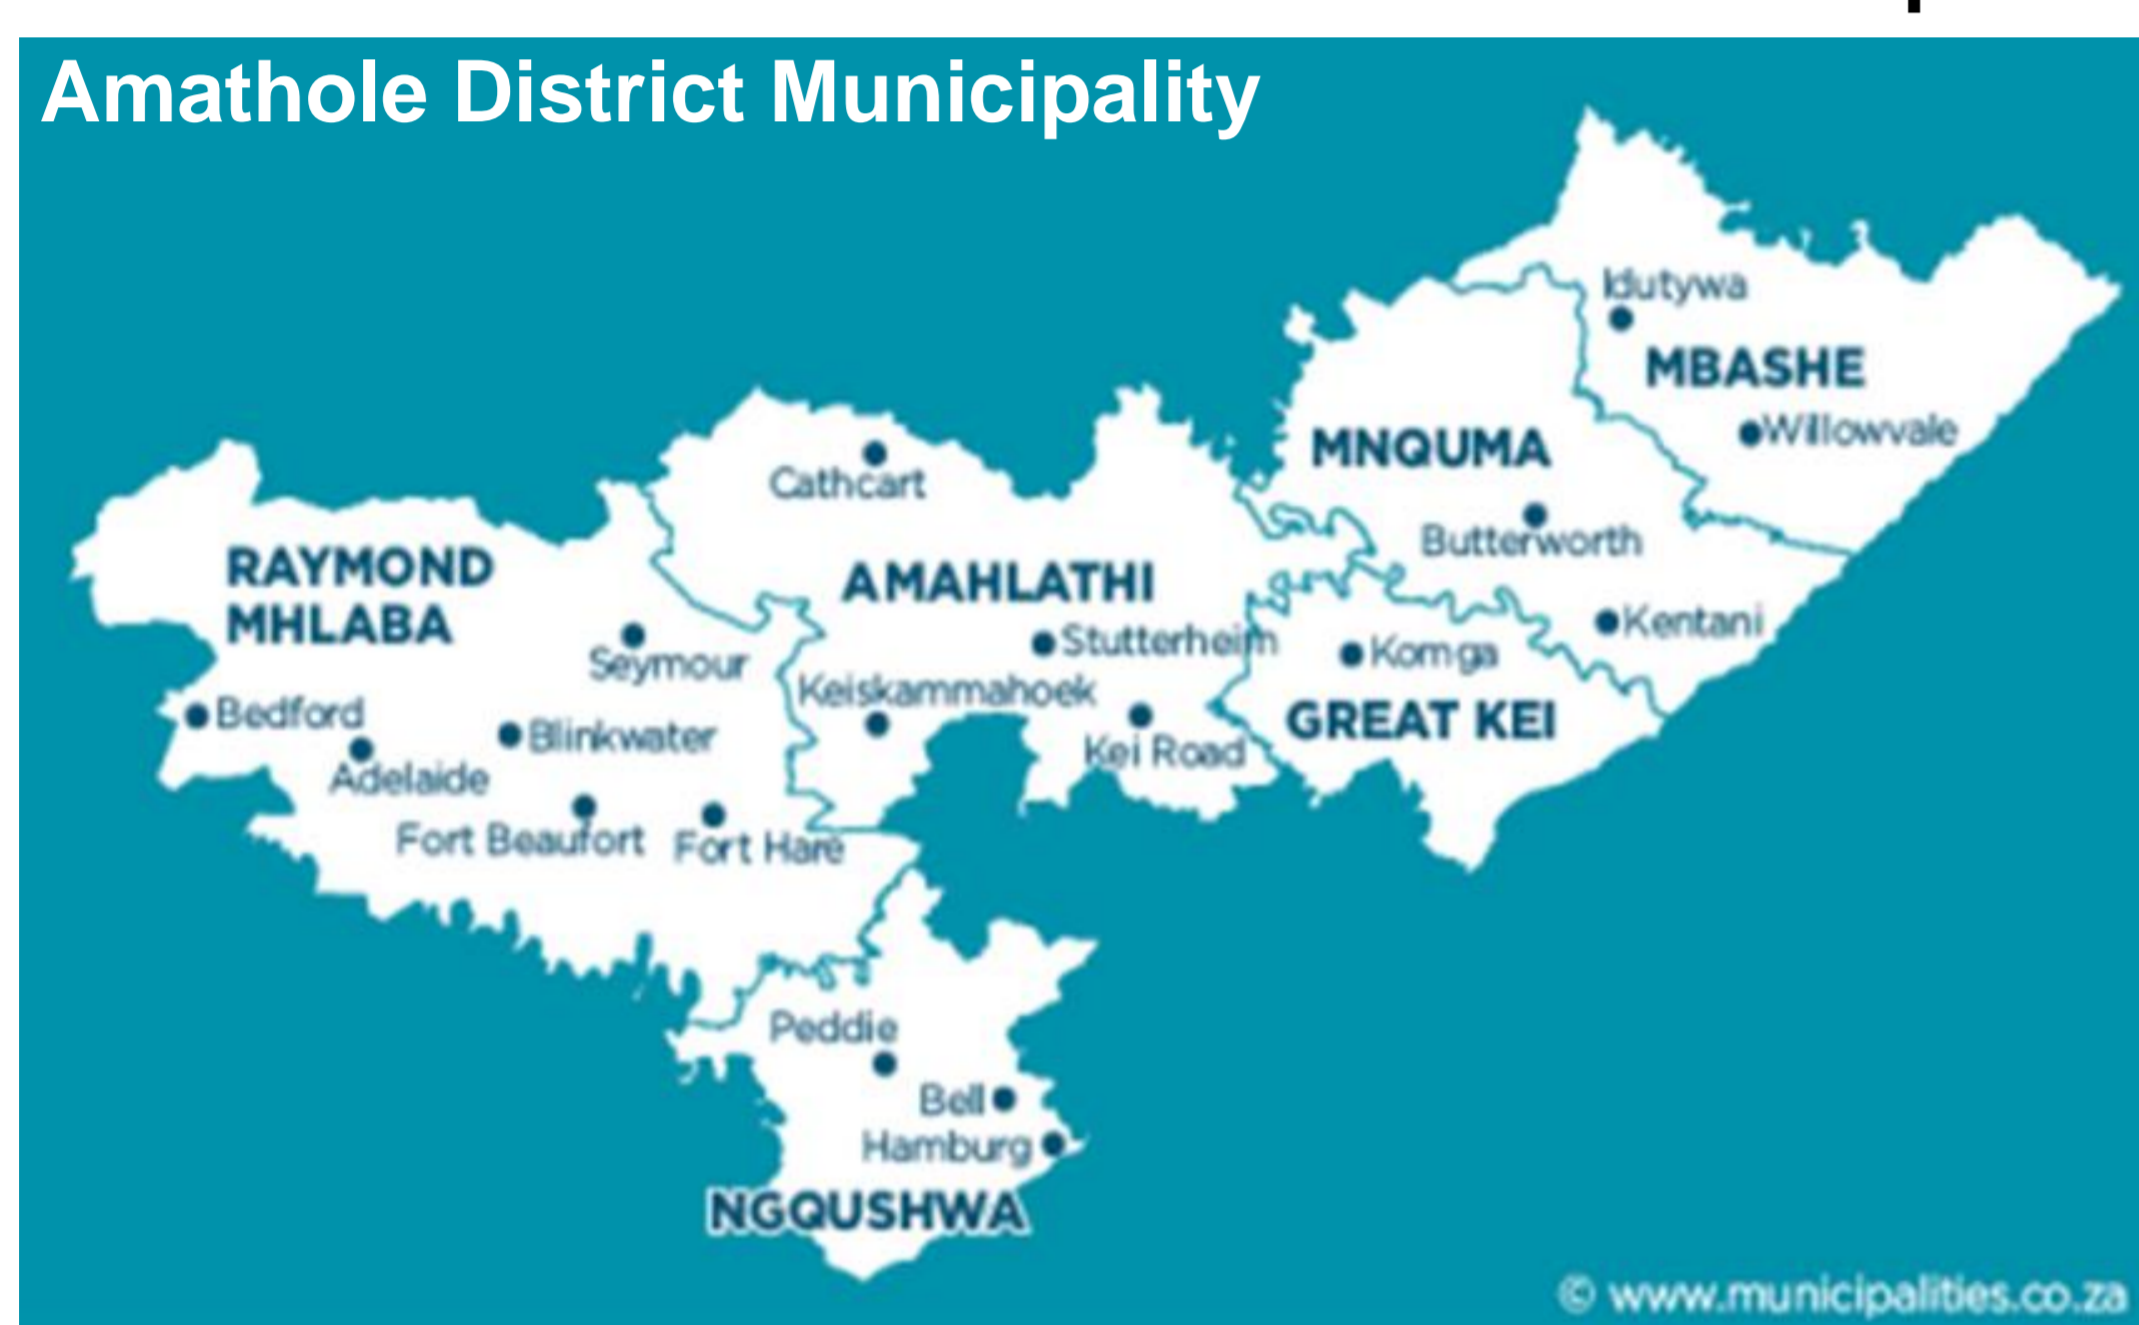 Amathole District Municipality
Idutywa
MBASHE
Willowvale
MNQUMA
Butterworth
Kentani
Cathcart
AMAHLATHI
Stutterheim
Keiskammahoek
Kei Road
Komga
GREAT KEI
RAYMOND
MHLABA
Seymour
Bedford
Blinkwater
Adelaide
Fort Beaufort
Fort Hare
Peddie
Bell
Hamburg
NGQUSHWA
© www.municipalities.co.za